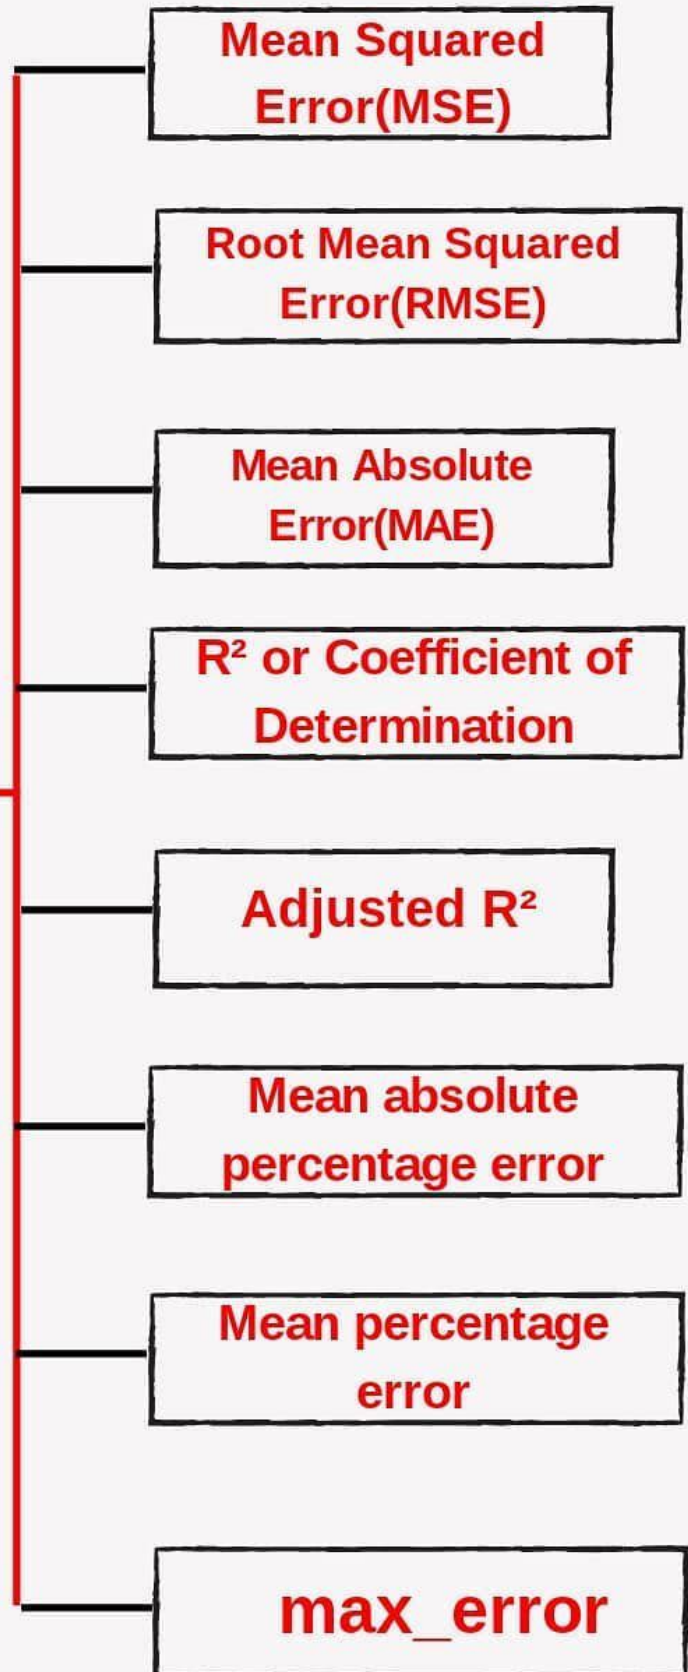 Mean Squared
Error(MSE)
Root Mean Squared
Error(RMSE)
Mean Absolute
Error(MAE)
R² or Coefficient of
Determination
Adjusted R²
Mean absolute
percentage error
Mean percentage
error
max_error